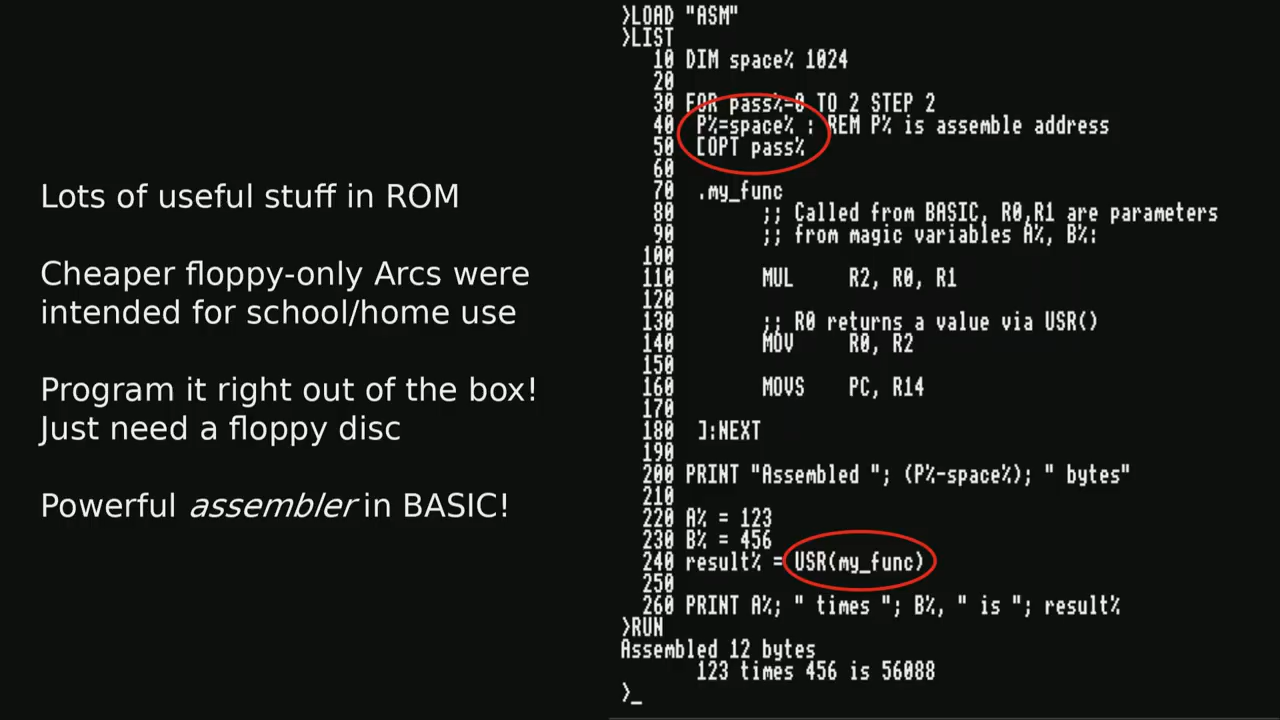 Lots of useful stuff in ROM
Cheaper floppy-only Arcs were
intended for school/home use
Program it right out of the box!
Just need a floppy disc
Powerful assembler in BASIC!
>LOAD "ASM"
>LIST
10 DIM space% 1024
20
30 FOR pass%=0 TO 2 STEP 2
40 P%=space% : REM P% is assemble address
50 [OPT pass%
60
70 .my_func
80 ;; Called from BASIC, R0,R1 are parameters
90 ;; from magic variables A%, B%:
100
110 MUL R2, R0, R1
120
130 ;; R0 returns a value via USR()
140 MOV R0, R2
150
160 MOVS PC, R14
170
180 ]:NEXT
190
200 PRINT "Assembled "; (P%-space%); " bytes"
210
220 A% = 123
230 B% = 456
240 result% = USR(my_func)
250
260 PRINT A%; " times "; B%, " is "; result%
>RUN
Assembled 12 bytes
123 times 456 is 56088
>_